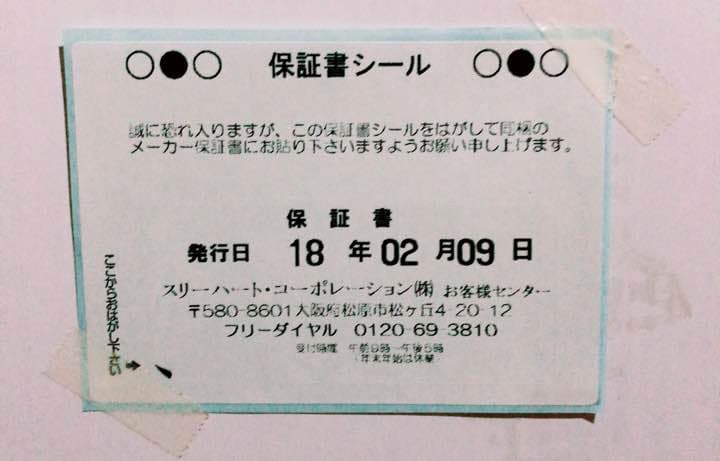 ○●○ 保証書シール ○●○
誠に恐れ入りますが、この保証書シールをはがして同梱の
メーカー保証書にお貼り下さいますようお願い申し上げます。
保証書
発行日 18 年 02 月 09 日
スリーハート・コーポレーション㈱ お客様センター
〒580-8601 大阪府松原市松ヶ丘4-20-12
フリーダイヤル 0120-69-3810
受付時間 午前9時~午後5時
(年末年始は休業)
ここからおはがし下さい→